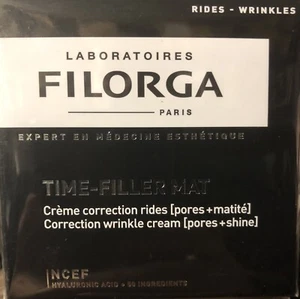 RIDES - WRINKLES
LABORATOIRES
FILORGA
PARIS
EXPERT EN MÉDECINE ESTHÉTIQUE
TIME-FILLER MAT
Crème correction rides [pores+matité]
Correction wrinkle cream [pores+shine]
NCEF
HYALURONIC ACID + 50 INGREDIENTS